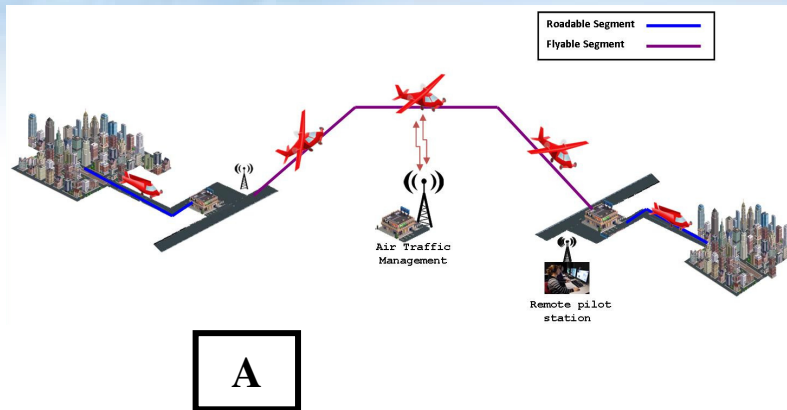 Roadable Segment
Flyable Segment
Air Traffic
Management
Remote pilot
station
A